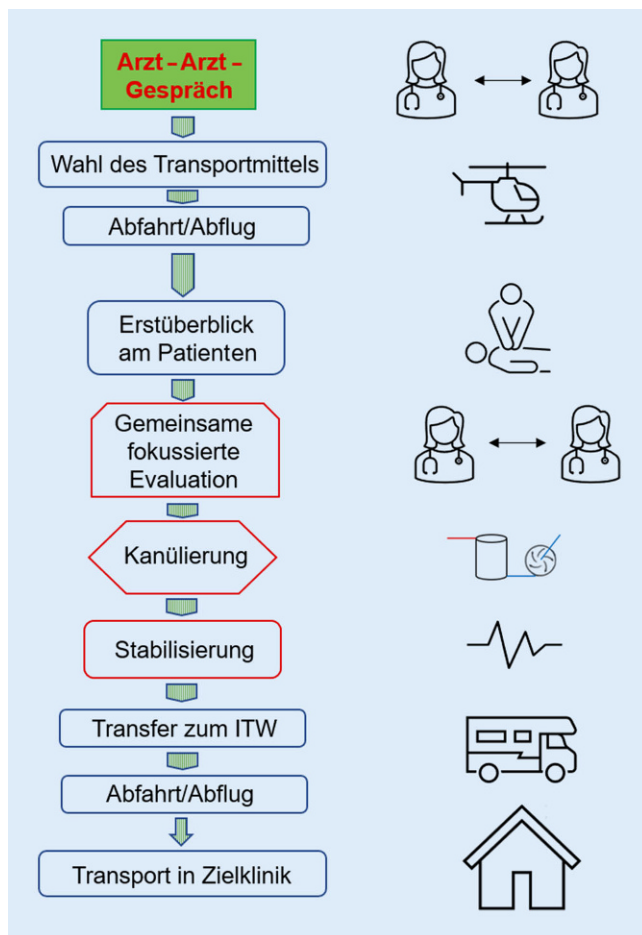 Arzt – Arzt –
Gespräch
Wahl des Transportmittels
Abfahrt/Abflug
Erstüberblick
am Patienten
Gemeinsame
fokussierte
Evaluation
Kanülierung
Stabilisierung
Transfer zum ITW
Abfahrt/Abflug
Transport in Zielklinik